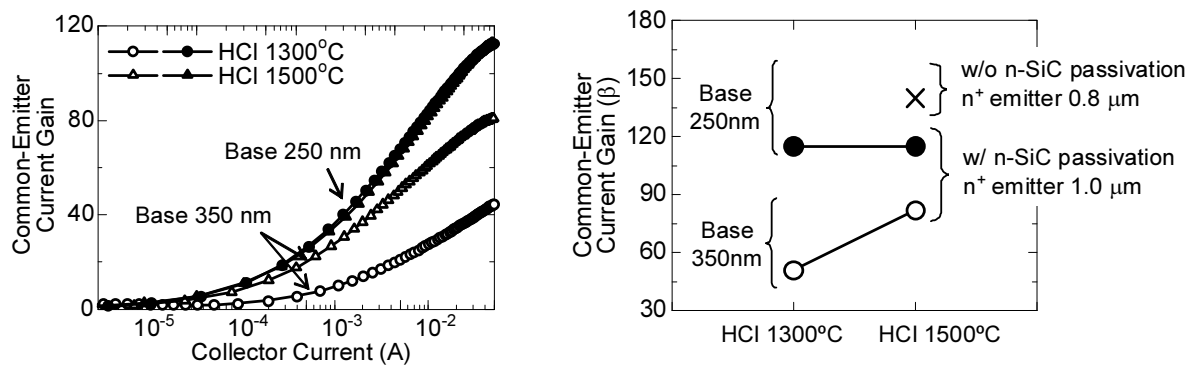 120
80
40
0
Common-Emitter
Current Gain
HCl 1300°C
HCl 1500°C
Base 250 nm
Base 350 nm
10⁻⁵
10⁻⁴
10⁻³
10⁻²
Collector Current (A)
180
150
120
90
60
30
Common-Emitter
Current Gain (β)
Base
250nm
Base
350nm
w/o n-SiC passivation
n⁺ emitter 0.8 μm
w/ n-SiC passivation
n⁺ emitter 1.0 μm
HCl 1300ºC
HCl 1500ºC